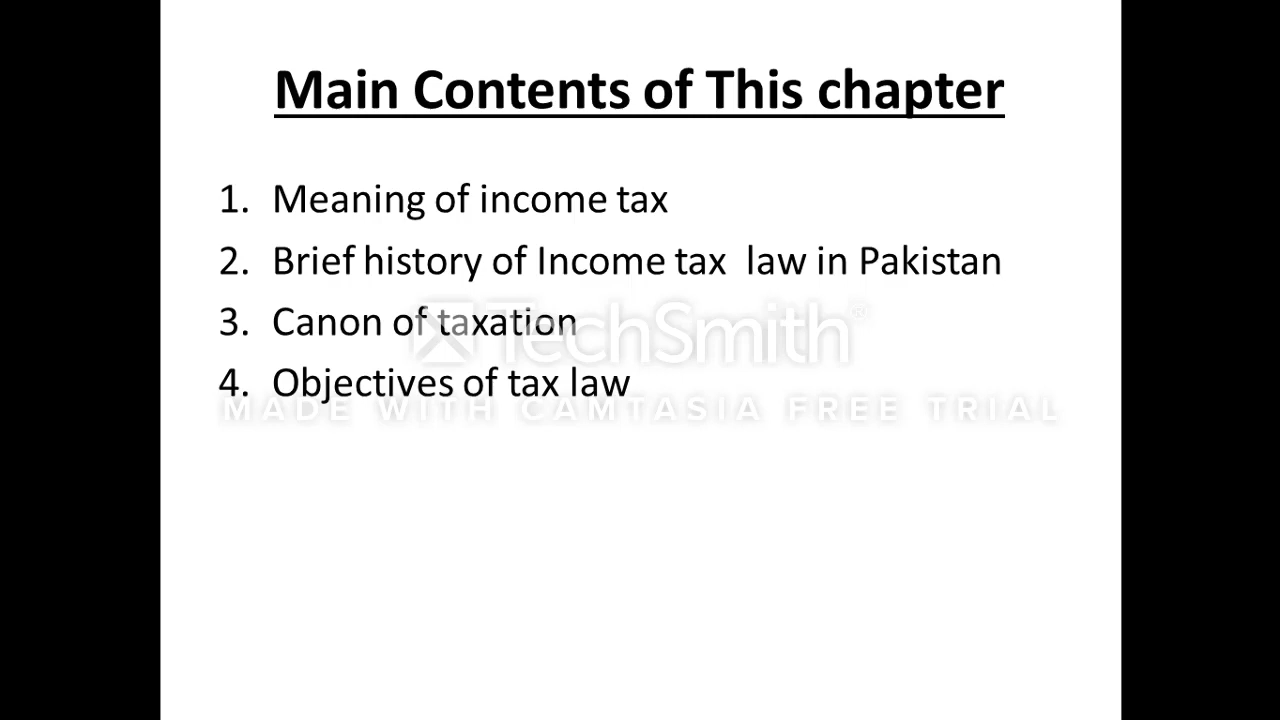 Main Contents of This chapter
1. Meaning of income tax
2. Brief history of Income tax  law in Pakistan
3. Canon of taxation
TechSmith®
4. Objectives of tax law
MADE WITH CAMTASIA FREE TRIAL